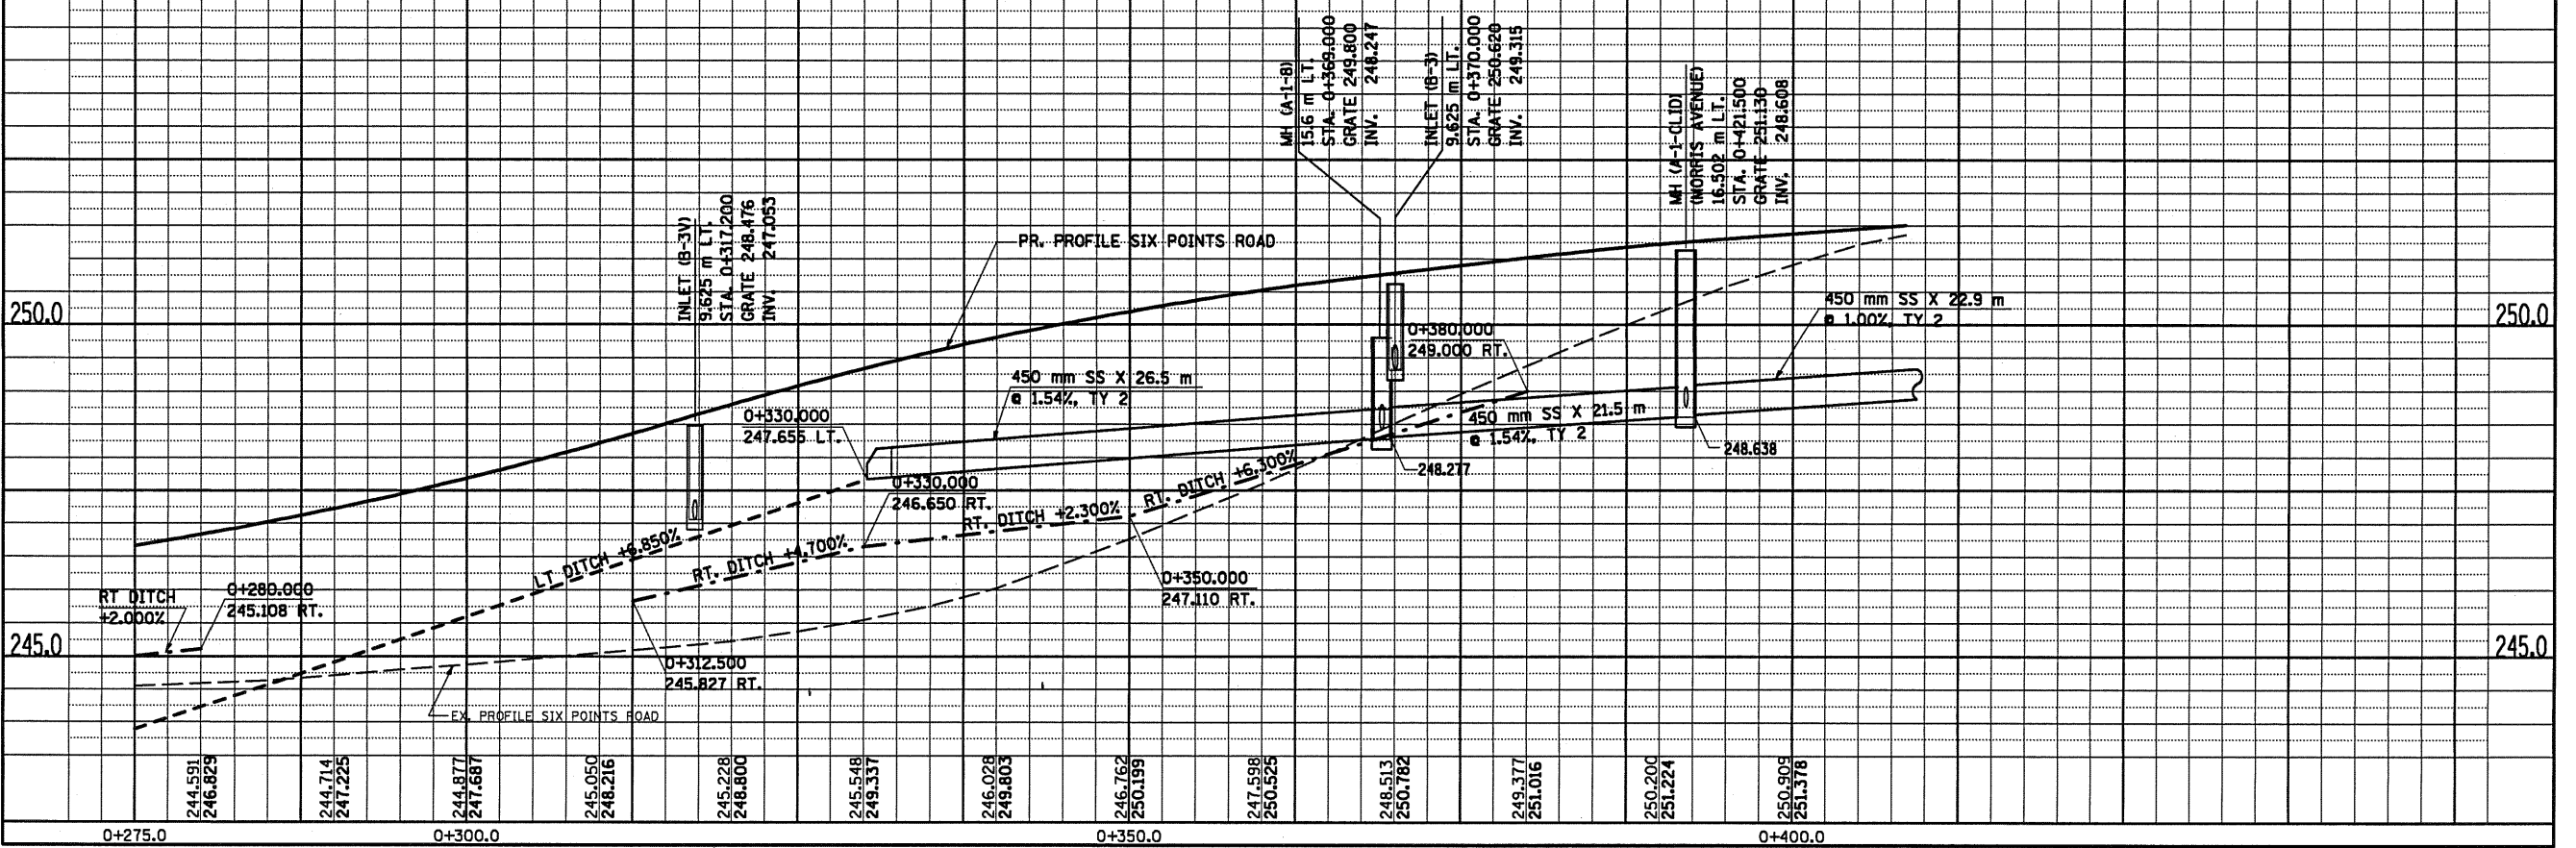 MH (A-1-8)
15.6 m LT.
STA. 0+369.000
GRATE 249.800
INV. 248.247
INLET (B-3)
9.625 m LT.
STA. 0+370.000
GRATE 250.620
INV. 249.315
MH (A-1-CLID)
(MORRIS AVENUE)
16.502 m LT.
STA. 0+421.500
GRATE 251.130
INV. 248.608
INLET (B-3V)
9.625 m LT.
STA. 0+317.200
GRATE 248.476
INV. 247.053
PR. PROFILE SIX POINTS ROAD
250.0
250.0
450 mm SS X 22.9 m
@ 1.00%, TY 2
0+380.000
249.000 RT.
450 mm SS X 26.5 m
@ 1.54%, TY 2
0+330.000
247.655 LT.
450 mm SS X 21.5 m
@ 1.54%, TY 2
248.638
248.277
0+330.000
246.650 RT.
RT. DITCH +6.300%
RT. DITCH +2.300%
LT DITCH +6.850%
RT. DITCH +4.700%
0+350.000
247.110 RT.
RT DITCH
+2.000%
0+280.000
245.108 RT.
245.0
245.0
0+312.500
245.827 RT.
EX. PROFILE SIX POINTS ROAD
244.591
246.829
244.714
247.225
244.877
247.687
245.050
248.216
245.228
248.800
245.548
249.337
246.028
249.803
246.762
250.199
247.598
250.525
248.513
250.782
249.377
251.016
250.200
251.224
250.909
251.378
0+275.0
0+300.0
0+350.0
0+400.0